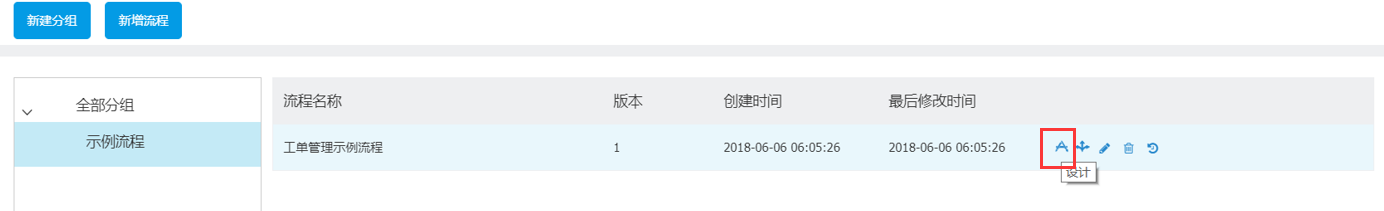 新建分组 新增流程
全部分组
示例流程
流程名称 版本 创建时间 最后修改时间
工单管理示例流程 1 2018-06-06 06:05:26 2018-06-06 06:05:26
设计